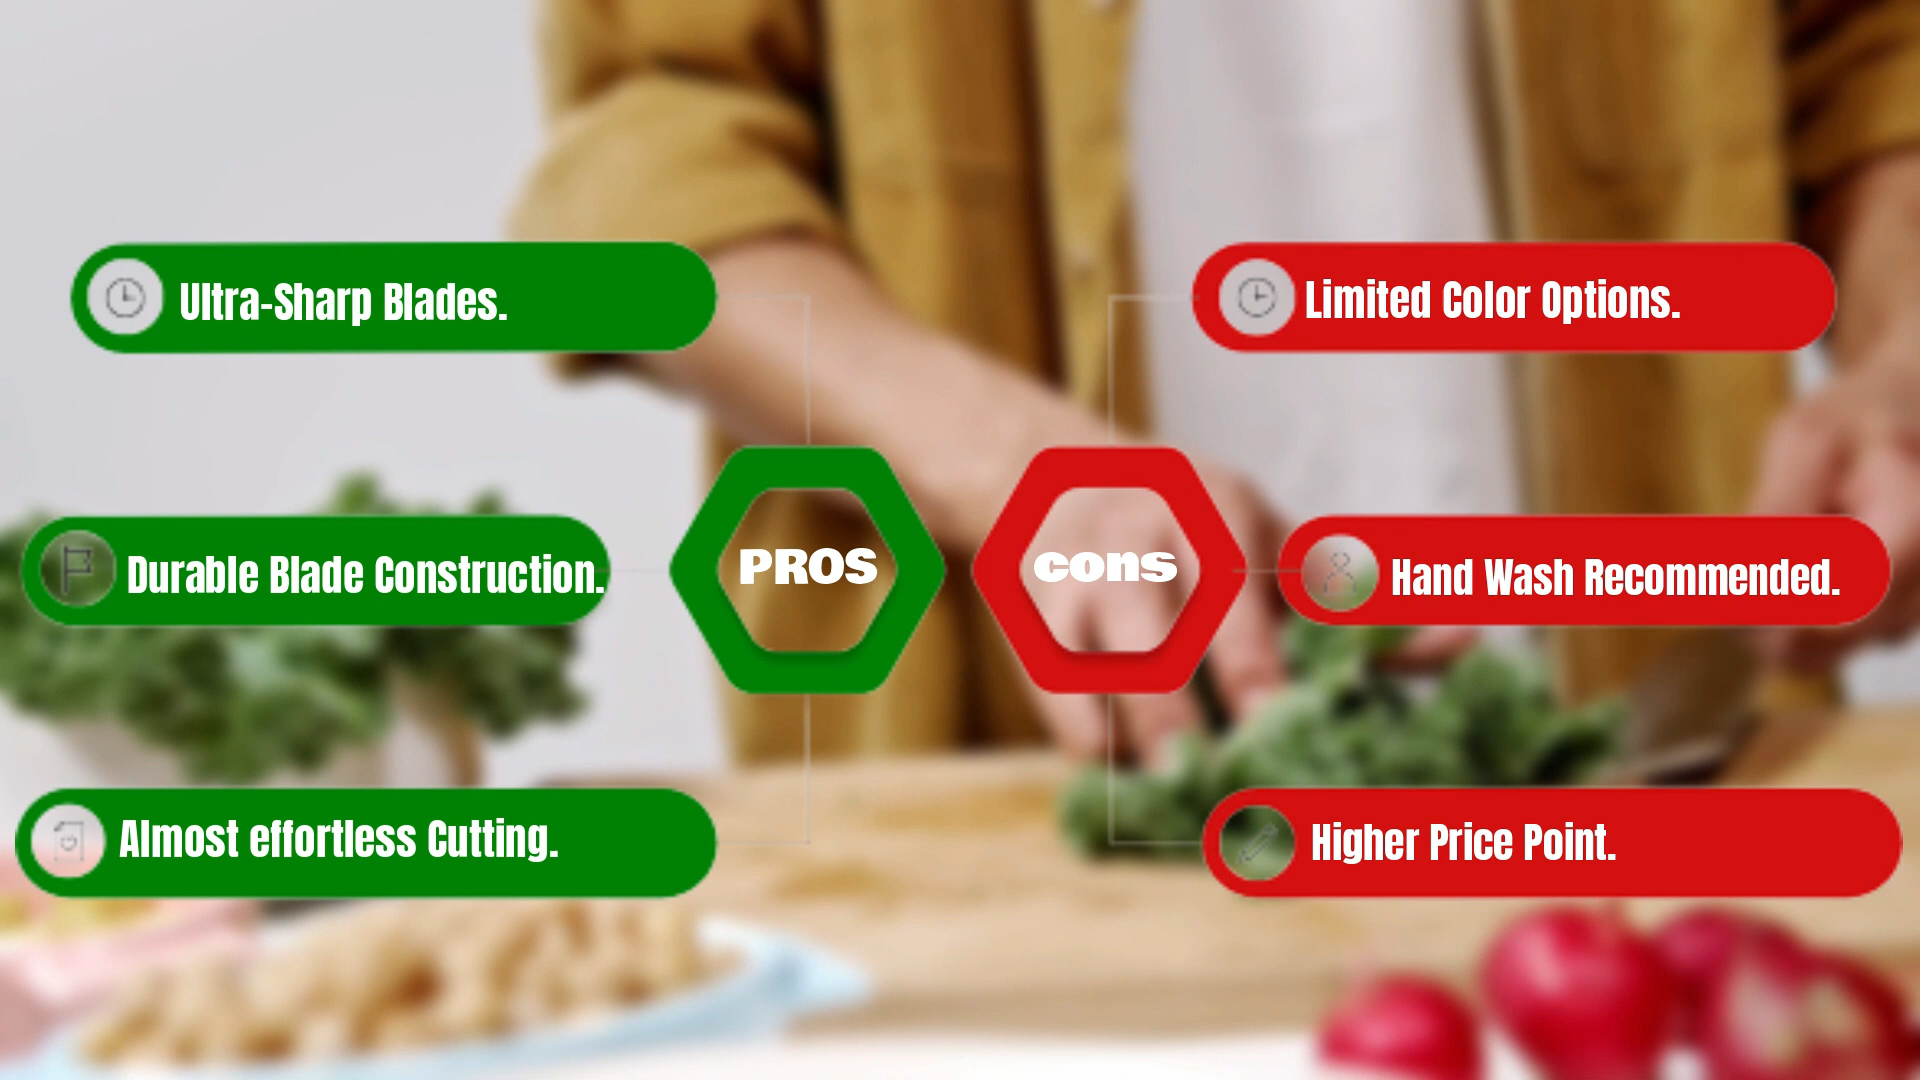 Ultra-Sharp Blades.
Durable Blade Construction.
Almost effortless Cutting.
PROS
cons
Limited Color Options.
Hand Wash Recommended.
Higher Price Point.